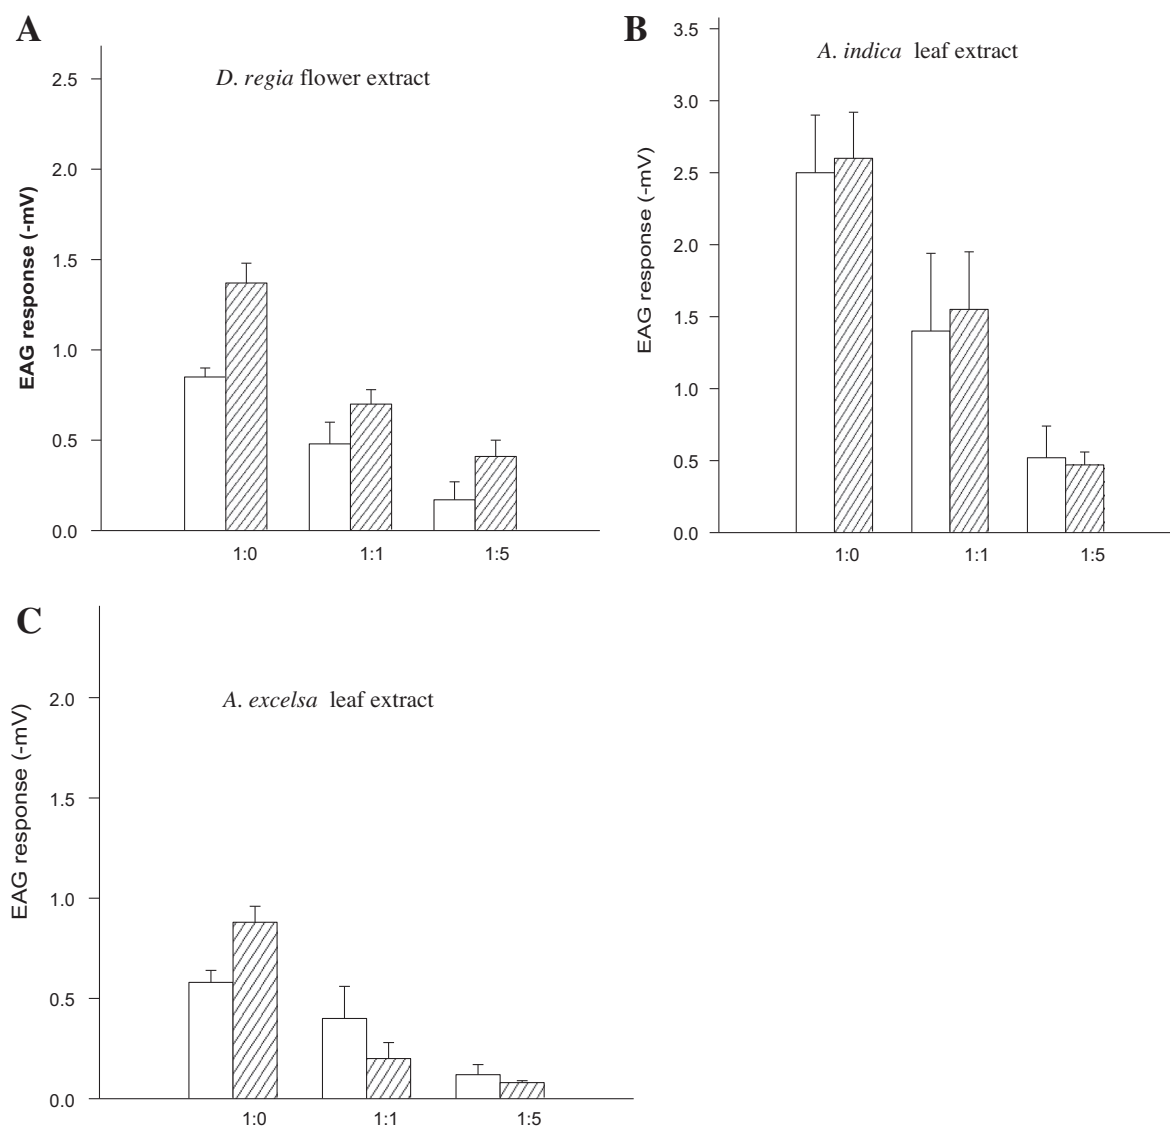 A
D. regia flower extract
EAG response (-mV)
2.5
2.0
1.5
1.0
0.5
0.0
1:0 1:1 1:5
B
A. indica leaf extract
EAG response (-mV)
3.5
3.0
2.5
2.0
1.5
1.0
0.5
0.0
1:0 1:1 1:5
C
A. excelsa leaf extract
EAG response (-mV)
2.0
1.5
1.0
0.5
0.0
1:0 1:1 1:5